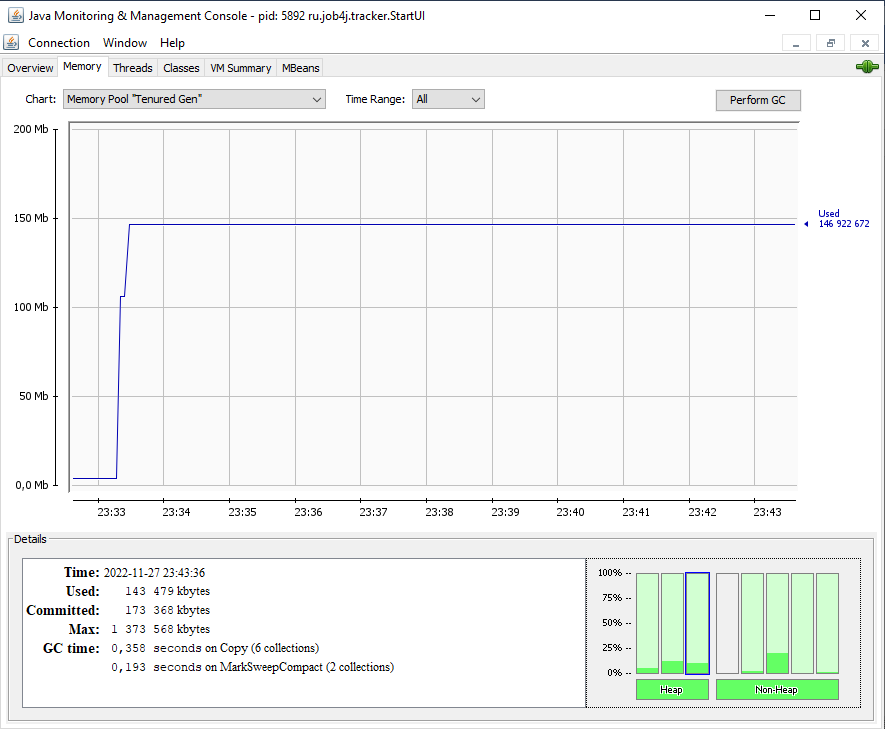 Java Monitoring & Management Console - pid: 5892 ru.job4j.tracker.StartUI
Connection Window Help
Overview Memory Threads Classes VM Summary MBeans
Chart: Memory Pool "Tenured Gen" Time Range: All Perform GC
200 Mb
150 Mb
100 Mb
50 Mb
0,0 Mb
Used
146 922 672
23:33 23:34 23:35 23:36 23:37 23:38 23:39 23:40 23:41 23:42 23:43
Details
Time: 2022-11-27 23:43:36
Used: 143 479 kbytes
Committed: 173 368 kbytes
Max: 1 373 568 kbytes
GC time: 0,358 seconds on Copy (6 collections)
0,193 seconds on MarkSweepCompact (2 collections)
100% --
75% --
50% --
25% --
0% --
Heap Non-Heap